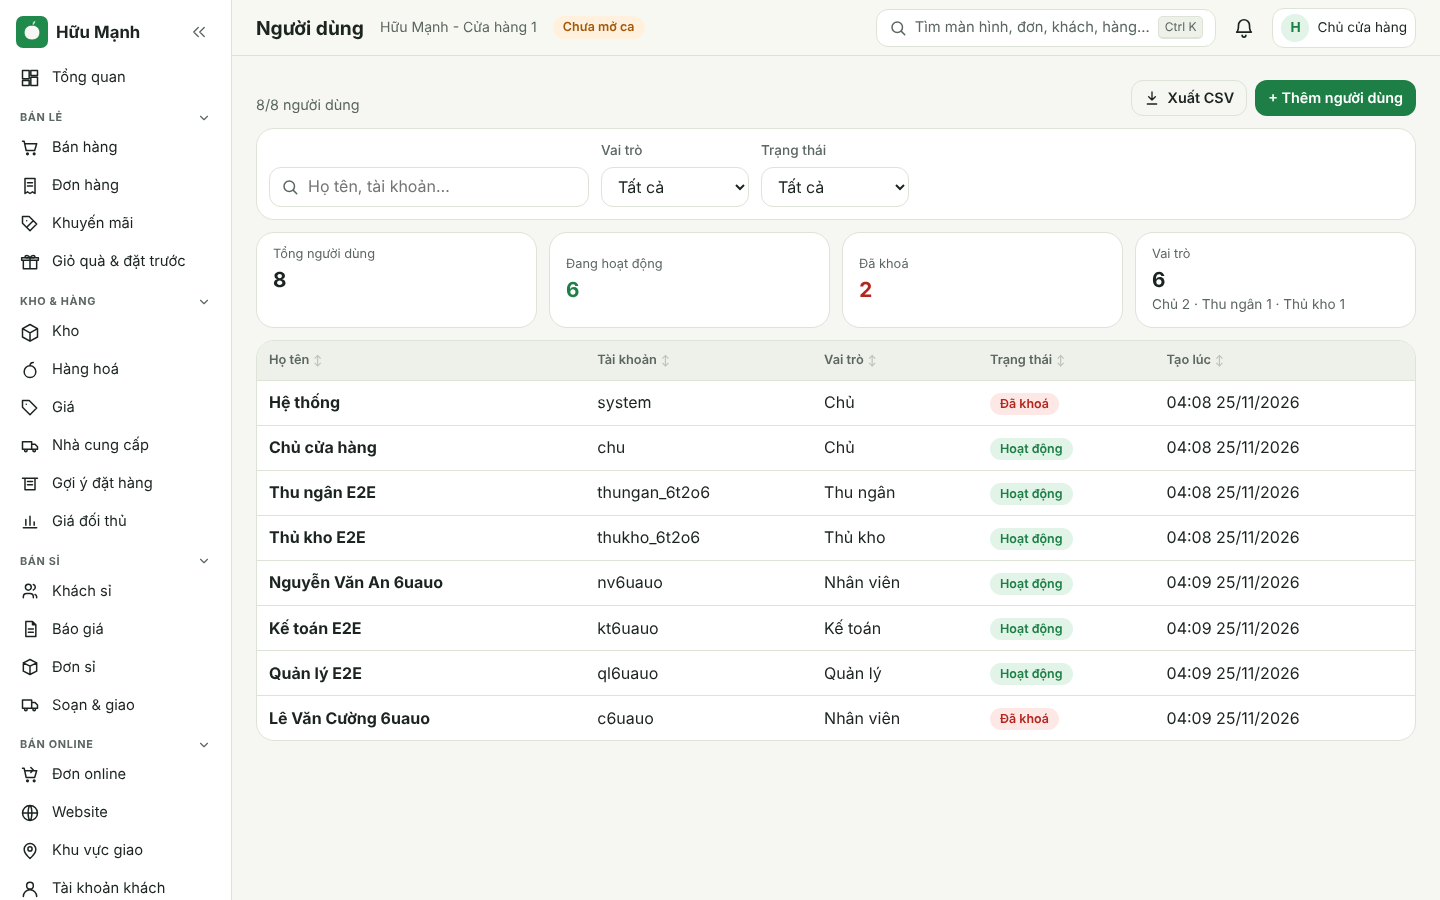 Hữu Mạnh
Tổng quan
BÁN LẺ
Bán hàng
Đơn hàng
Khuyến mãi
Giỏ quà & đặt trước
KHO & HÀNG
Kho
Hàng hoá
Giá
Nhà cung cấp
Gợi ý đặt hàng
Giá đối thủ
BÁN SỈ
Khách sỉ
Báo giá
Đơn sỉ
Soạn & giao
BÁN ONLINE
Đơn online
Website
Khu vực giao
Tài khoản khách
Người dùng Hữu Mạnh - Cửa hàng 1 Chưa mở ca Tìm màn hình, đơn, khách, hàng... Ctrl K H Chủ cửa hàng
8/8 người dùng Xuất CSV + Thêm người dùng
Vai trò Trạng thái
Họ tên, tài khoản... Tất cả Tất cả
Tổng người dùng
8
Đang hoạt động
6
Đã khoá
2
Vai trò
6
Chủ 2 · Thu ngân 1 · Thủ kho 1
Họ tên Tài khoản Vai trò Trạng thái Tạo lúc
Hệ thống system Chủ Đã khoá 04:08 25/11/2026
Chủ cửa hàng chu Chủ Hoạt động 04:08 25/11/2026
Thu ngân E2E thungan_6t2o6 Thu ngân Hoạt động 04:08 25/11/2026
Thủ kho E2E thukho_6t2o6 Thủ kho Hoạt động 04:08 25/11/2026
Nguyễn Văn An 6uauo nv6uauo Nhân viên Hoạt động 04:09 25/11/2026
Kế toán E2E kt6uauo Kế toán Hoạt động 04:09 25/11/2026
Quản lý E2E ql6uauo Quản lý Hoạt động 04:09 25/11/2026
Lê Văn Cường 6uauo c6uauo Nhân viên Đã khoá 04:09 25/11/2026